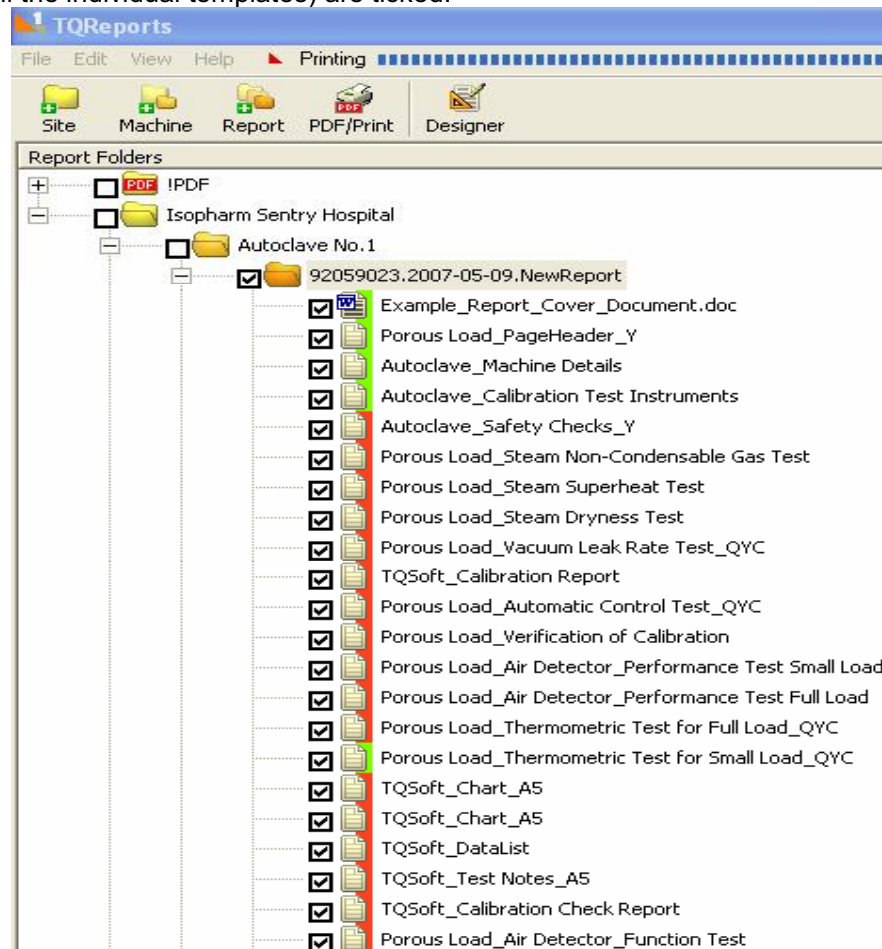 ll the individual templates) are ticked.
TQReports
File Edit View Help Printing
Site Machine Report PDF/Print Designer
Report Folders
PDF !PDF
Isopharm Sentry Hospital
Autoclave No.1
92059023.2007-05-09.NewReport
Example_Report_Cover_Document.doc
Porous Load_PageHeader_Y
Autoclave_Machine Details
Autoclave_Calibration Test Instruments
Autoclave_Safety Checks_Y
Porous Load_Steam Non-Condensable Gas Test
Porous Load_Steam Superheat Test
Porous Load_Steam Dryness Test
Porous Load_Vacuum Leak Rate Test_QYC
TQSoft_Calibration Report
Porous Load_Automatic Control Test_QYC
Porous Load_Verification of Calibration
Porous Load_Air Detector_Performance Test Small Load
Porous Load_Air Detector_Performance Test Full Load
Porous Load_Thermometric Test for Full Load_QYC
Porous Load_Thermometric Test for Small Load_QYC
TQSoft_Chart_A5
TQSoft_Chart_A5
TQSoft_DataList
TQSoft_Test Notes_A5
TQSoft_Calibration Check Report
Porous Load_Air Detector_Function Test